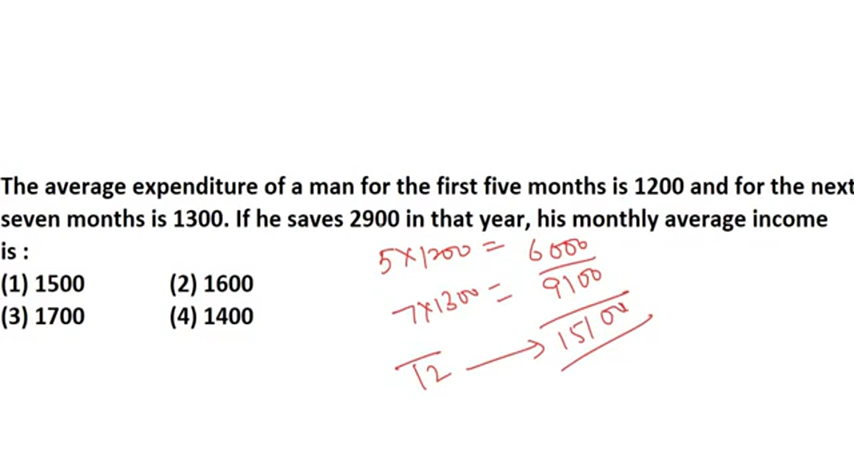 The average expenditure of a man for the first five months is 1200 and for the next
seven months is 1300. If he saves 2900 in that year, his monthly average income
is :
(1) 1500 (2) 1600
(3) 1700 (4) 1400
5×1200 = 6000
7×1300 = 9100
12 → 15100